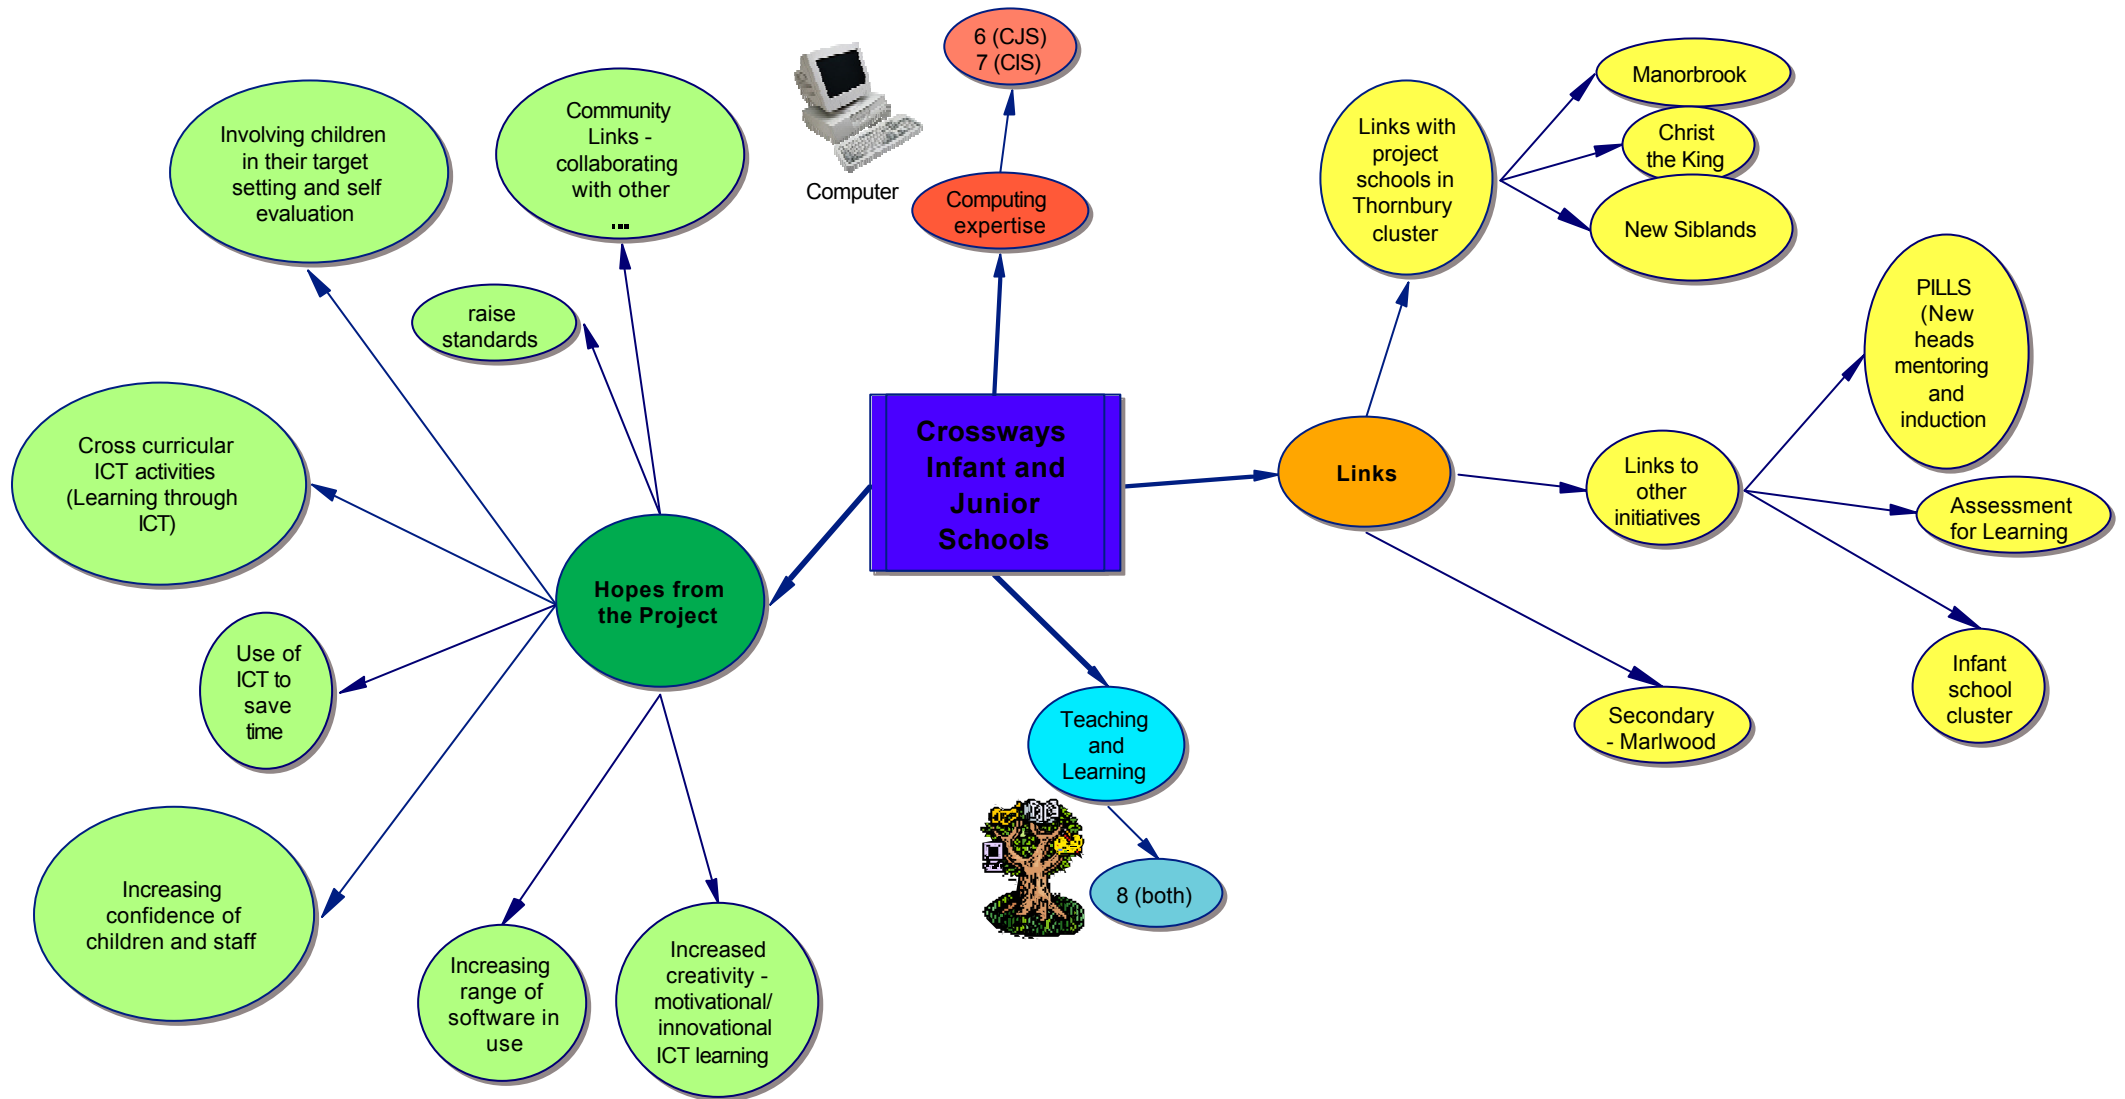 6 (CJS)
7 (CIS)
Computer
Computing
expertise
Community
Links -
collaborating
with other
...
Involving children
in their target
setting and self
evaluation
raise
standards
Cross curricular
ICT activities
(Learning through
ICT)
Use of
ICT to
save
time
Increasing
confidence of
children and staff
Increasing
range of
software in
use
Increased
creativity -
motivational/
innovational
ICT learning
Hopes from
the Project
Crossways
Infant and
Junior
Schools
Teaching
and
Learning
8 (both)
Links
Links with
project
schools in
Thornbury
cluster
Manorbrook
Christ
the King
New Siblands
Links to
other
initiatives
PILLS
(New
heads
mentoring
and
induction
Assessment
for Learning
Infant
school
cluster
Secondary
- Marlwood